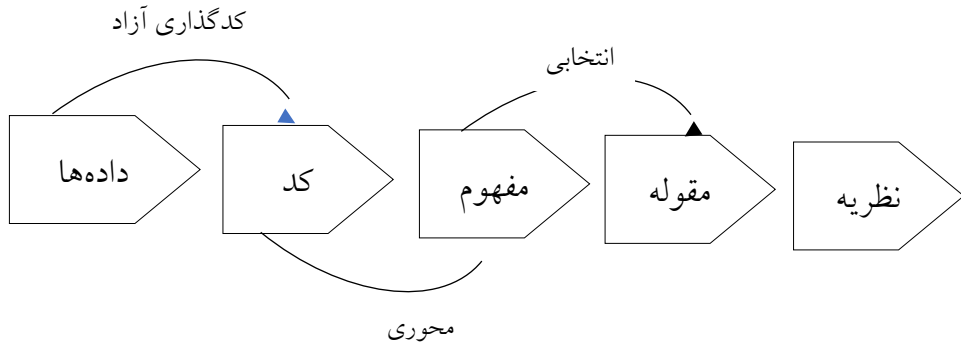 کدگذاری آزاد
انتخابی
داده‌ها
کد
مفهوم
مقوله
نظریه
محوری